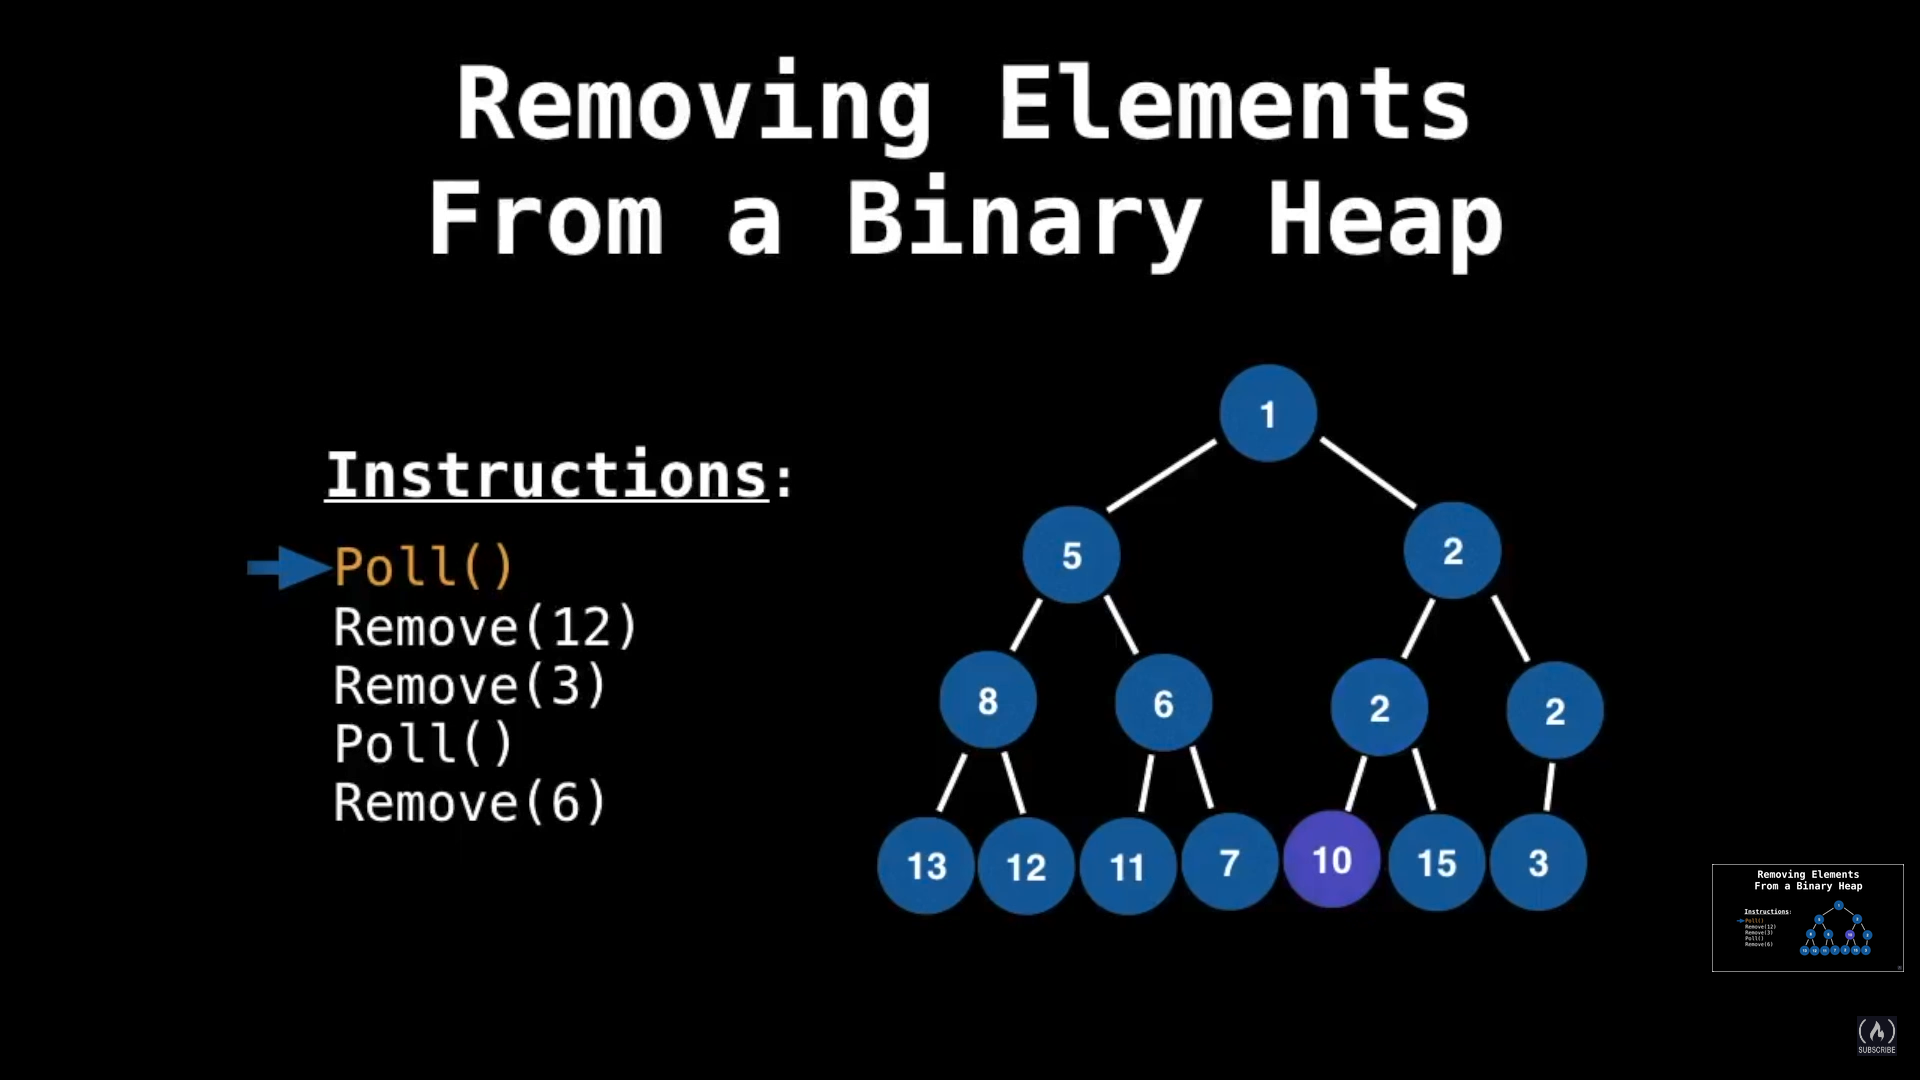 Removing Elements
From a Binary Heap
Instructions:
Poll()
Remove(12)
Remove(3)
Poll()
Remove(6)
1
5 2
8 6 2 2
13 12 11 7 10 15 3
Removing Elements
From a Binary Heap
Instructions:
Poll()
Remove(12)
Remove(3)
Poll()
Remove(6)
SUBSCRIBE